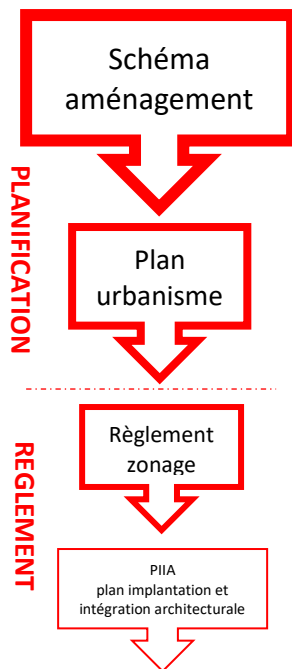 Schéma
aménagement
PLANIFICATION
Plan
urbanisme
Règlement
zonage
REGLEMENT
PIIA
plan implantation et
intégration architecturale